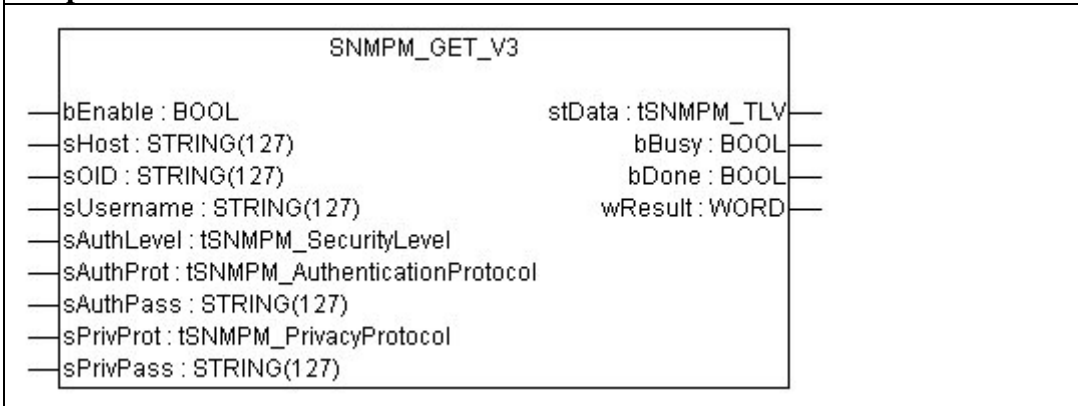 SNMPM_GET_V3
bEnable : BOOL stData : tSNMPM_TLV
sHost : STRING(127) bBusy : BOOL
sOID : STRING(127) bDone : BOOL
sUsername : STRING(127) wResult : WORD
sAuthLevel : tSNMPM_SecurityLevel
sAuthProt : tSNMPM_AuthenticationProtocol
sAuthPass : STRING(127)
sPrivProt : tSNMPM_PrivacyProtocol
sPrivPass : STRING(127)